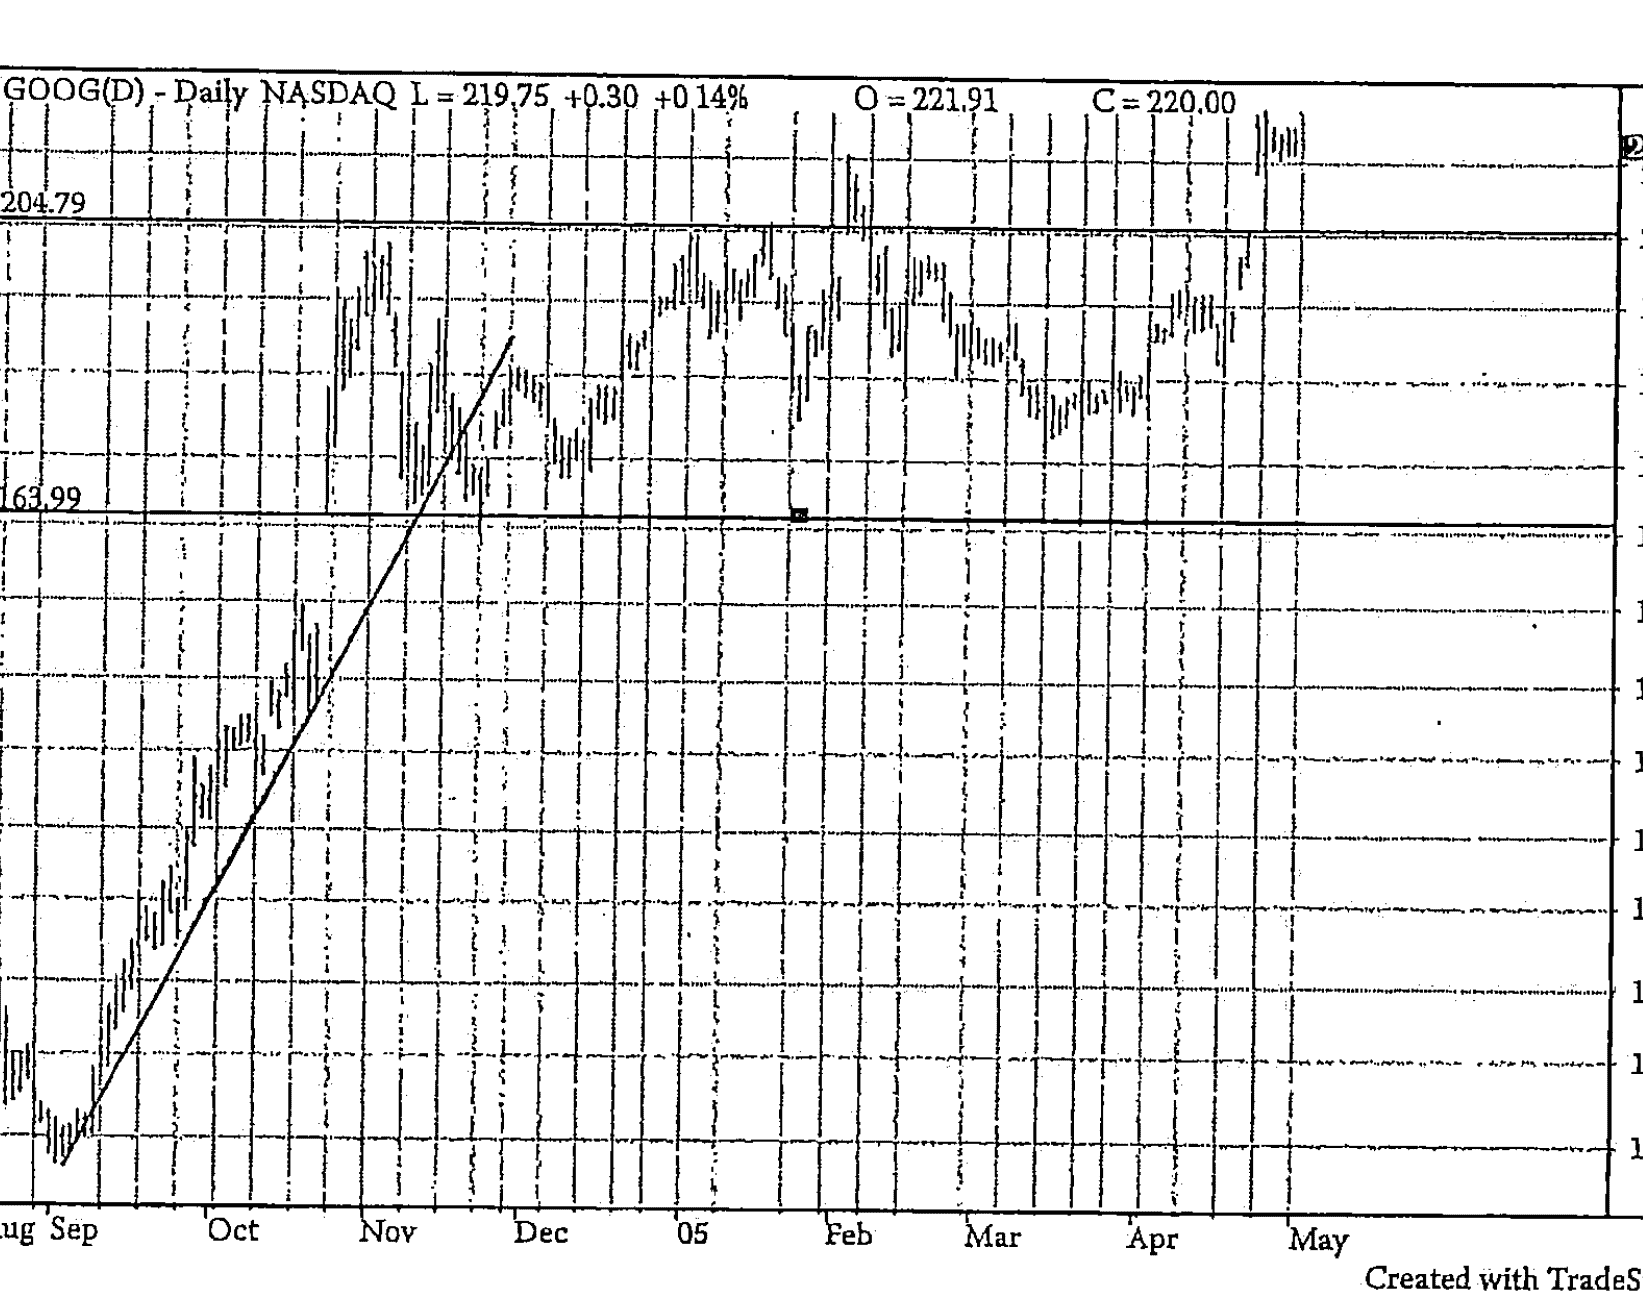 GOOG(D) - Daily NASDAQ L = 219.75 +0.30 +0.14% O = 221.91 C = 220.00
204.79
163.99
Sep Oct Nov Dec 05 Feb Mar Apr May
Created with